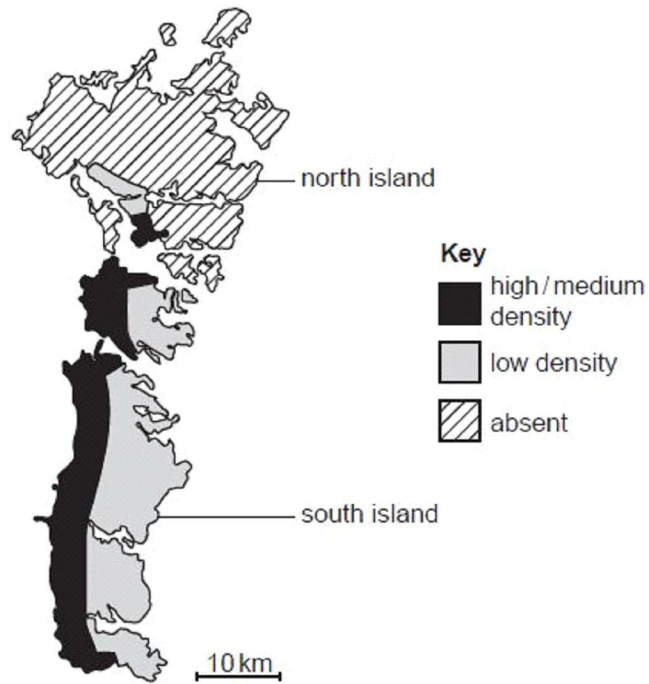 north island
Key
high / medium
density
low density
absent
south island
10 km